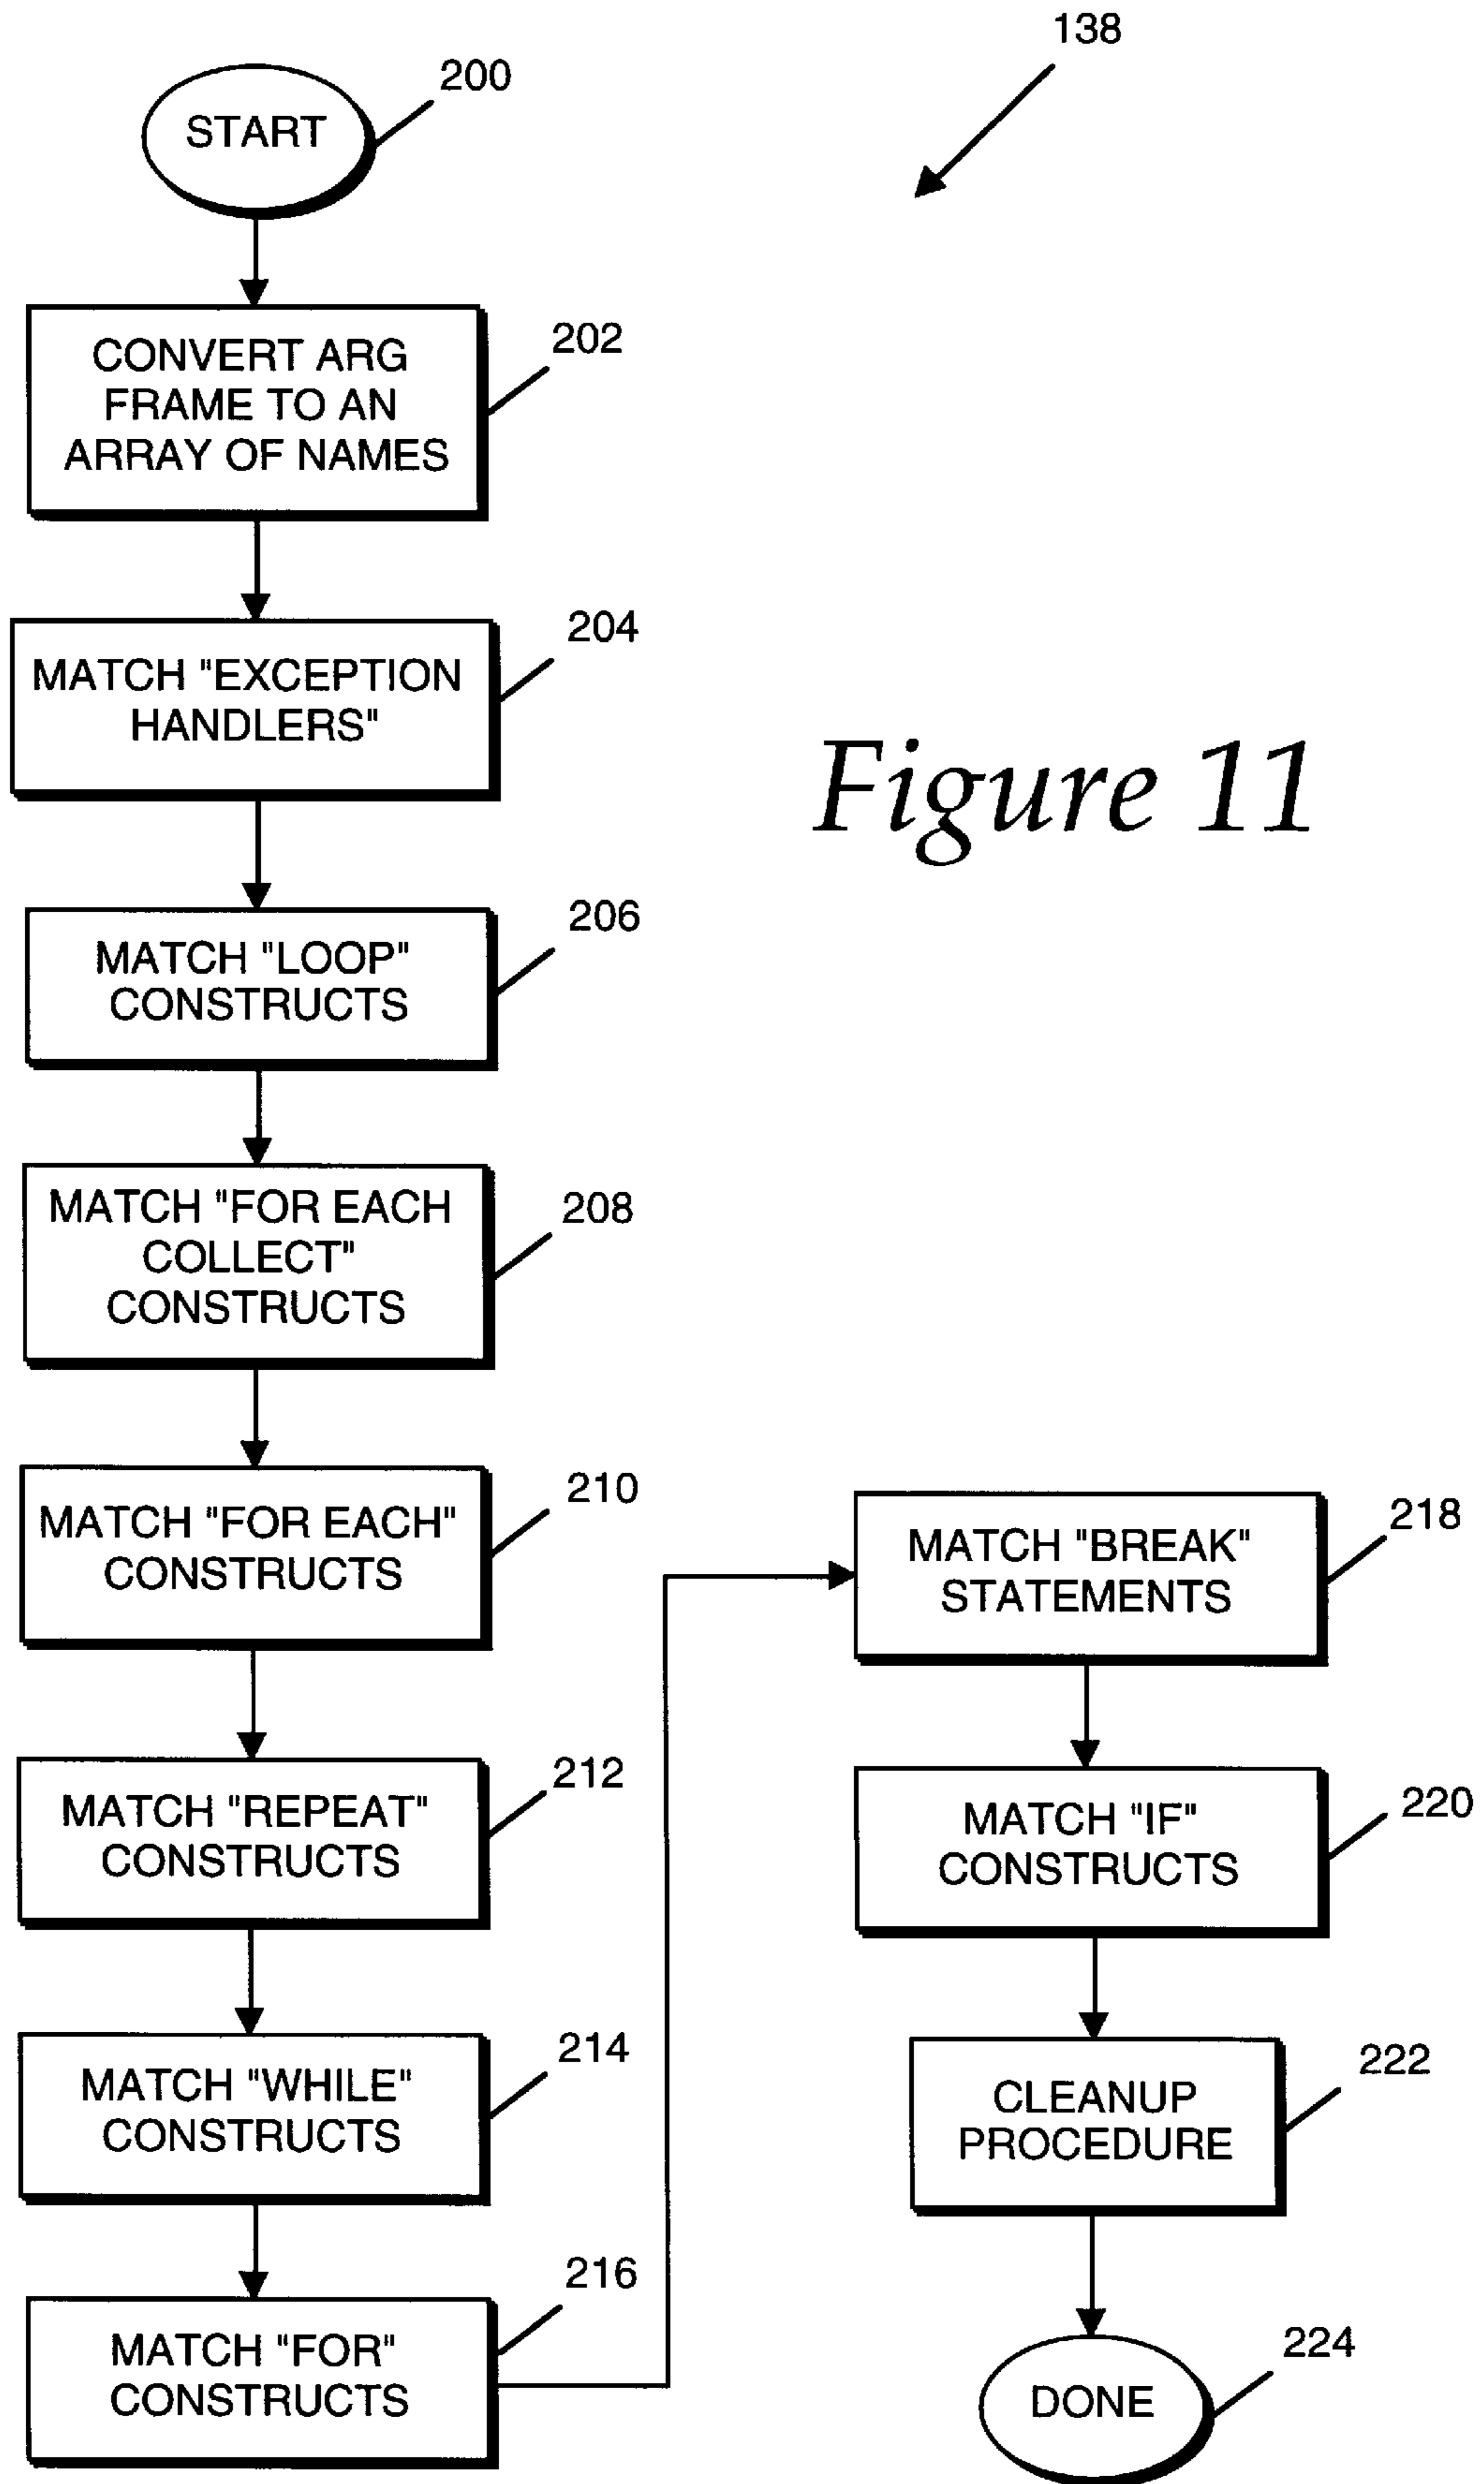 138
200
START
202
CONVERT ARG
FRAME TO AN
ARRAY OF NAMES
204
MATCH "EXCEPTION
HANDLERS"
Figure 11
206
MATCH "LOOP"
CONSTRUCTS
208
MATCH "FOR EACH
COLLECT"
CONSTRUCTS
210
MATCH "FOR EACH"
CONSTRUCTS
212
MATCH "REPEAT"
CONSTRUCTS
214
MATCH "WHILE"
CONSTRUCTS
216
MATCH "FOR"
CONSTRUCTS
218
MATCH "BREAK"
STATEMENTS
220
MATCH "IF"
CONSTRUCTS
222
CLEANUP
PROCEDURE
224
DONE